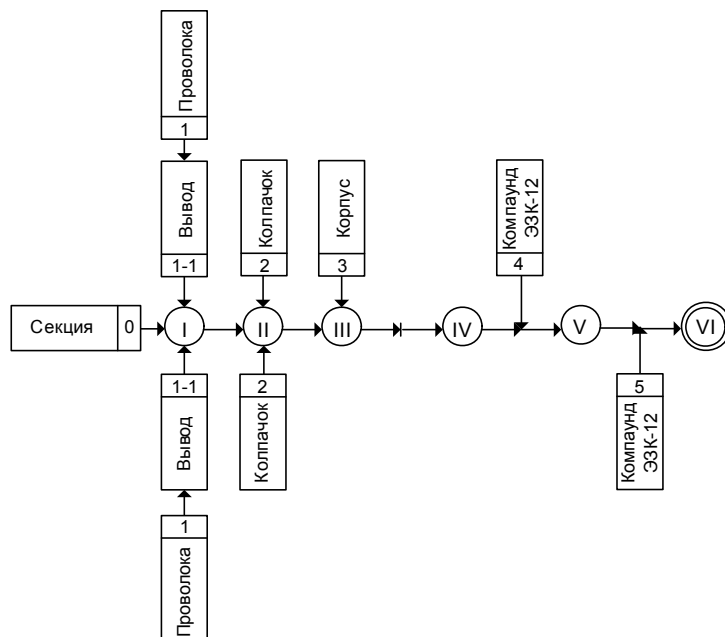 Проволока
1
Вывод
1-1
Колпачок
2
Корпус
3
Компаунд
ЭЗК-12
4
Секция
0
I
II
III
IV
V
VI
1-1
Вывод
2
Колпачок
5
Компаунд
ЭЗК-12
1
Проволока